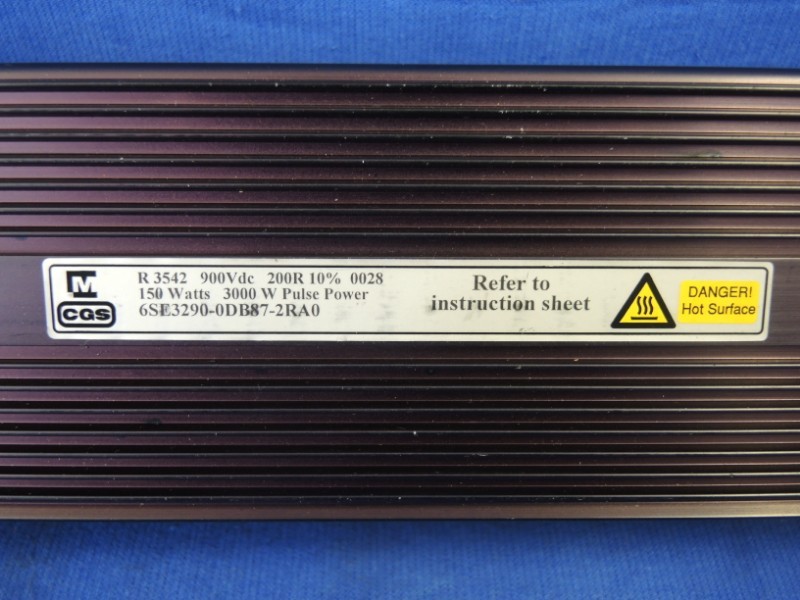 M
CGS
R 3542 900Vdc 200R 10% 0028
150 Watts 3000 W Pulse Power
6SE3290-0DB87-2RA0
Refer to
instruction sheet
DANGER!
Hot Surface